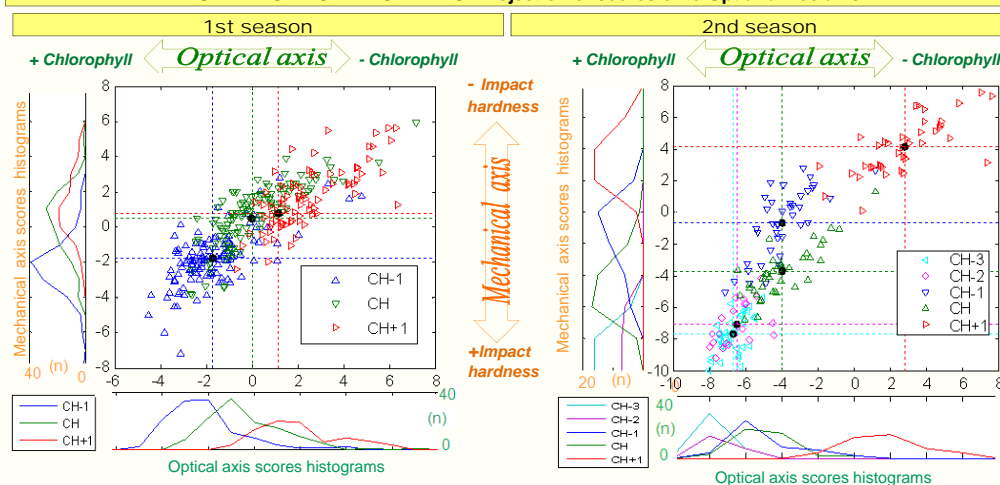 1st season
2nd season
+ Chlorophyll
Optical axis
- Chlorophyll
+ Chlorophyll
Optical axis
- Chlorophyll
Mechanical axis scores histograms
8
6
4
2
0
-2
-4
-6
-8
-6
-4
-2
0
2
4
6
8
CH-1
CH
CH+1
40
(n)
0
- Impact
hardness
Mechanical axis
+Impact
hardness
Mechanical axis scores histograms
8
6
4
2
0
-2
-4
-6
-8
-10
-10
-8
-6
-4
-2
0
2
4
6
8
CH-3
CH-2
CH-1
CH
CH+1
20
(n)
0
CH-1
CH
CH+1
40
(n)
0
Optical axis scores histograms
CH-3
CH-2
CH-1
CH
CH+1
40
(n)
0
Optical axis scores histograms